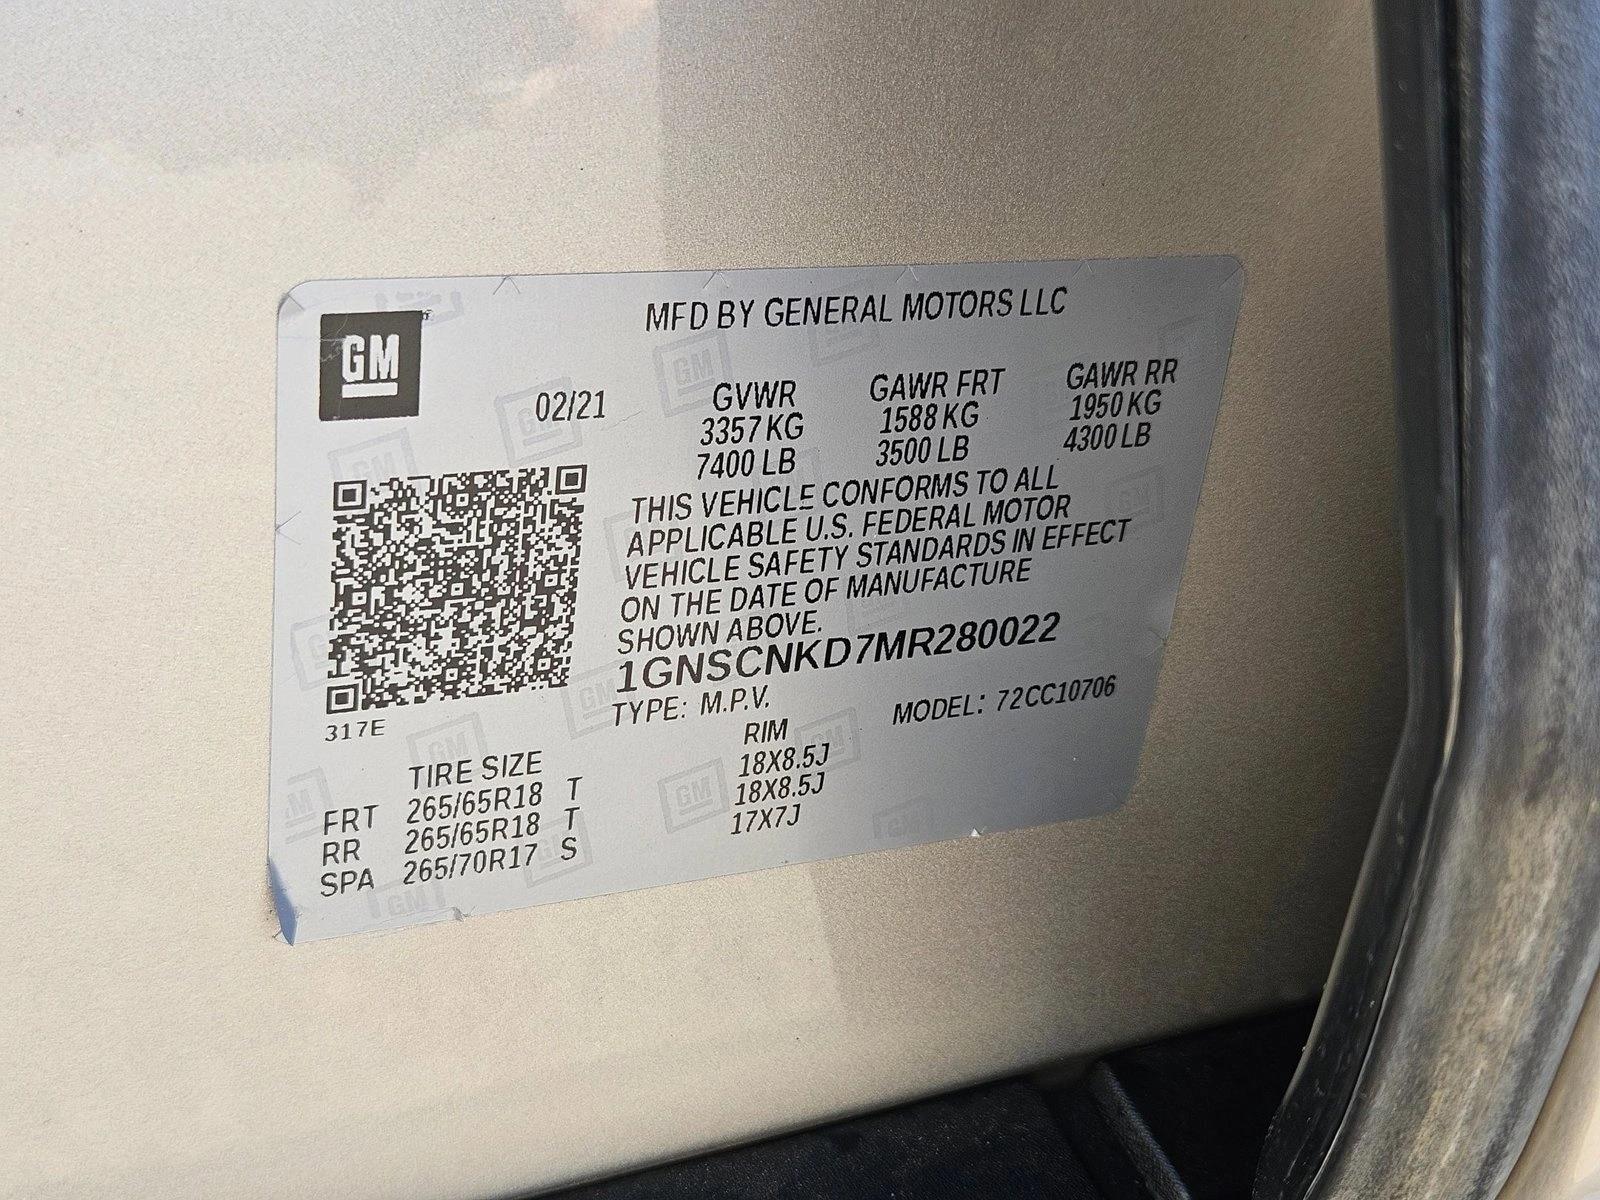 MFD BY GENERAL MOTORS LLC
GM
02/21
GVWR GAWR FRT GAWR RR
3357 KG 1588 KG 1950 KG
7400 LB 3500 LB 4300 LB
THIS VEHICLE CONFORMS TO ALL
APPLICABLE U.S. FEDERAL MOTOR
VEHICLE SAFETY STANDARDS IN EFFECT
ON THE DATE OF MANUFACTURE
SHOWN ABOVE.
1GNSCNKD7MR280022
TYPE: M.P.V. MODEL: 72CC10706
317E
TIRE SIZE RIM
FRT 265/65R18 T 18X8.5J
RR 265/65R18 T 18X8.5J
SPA 265/70R17 S 17X7J